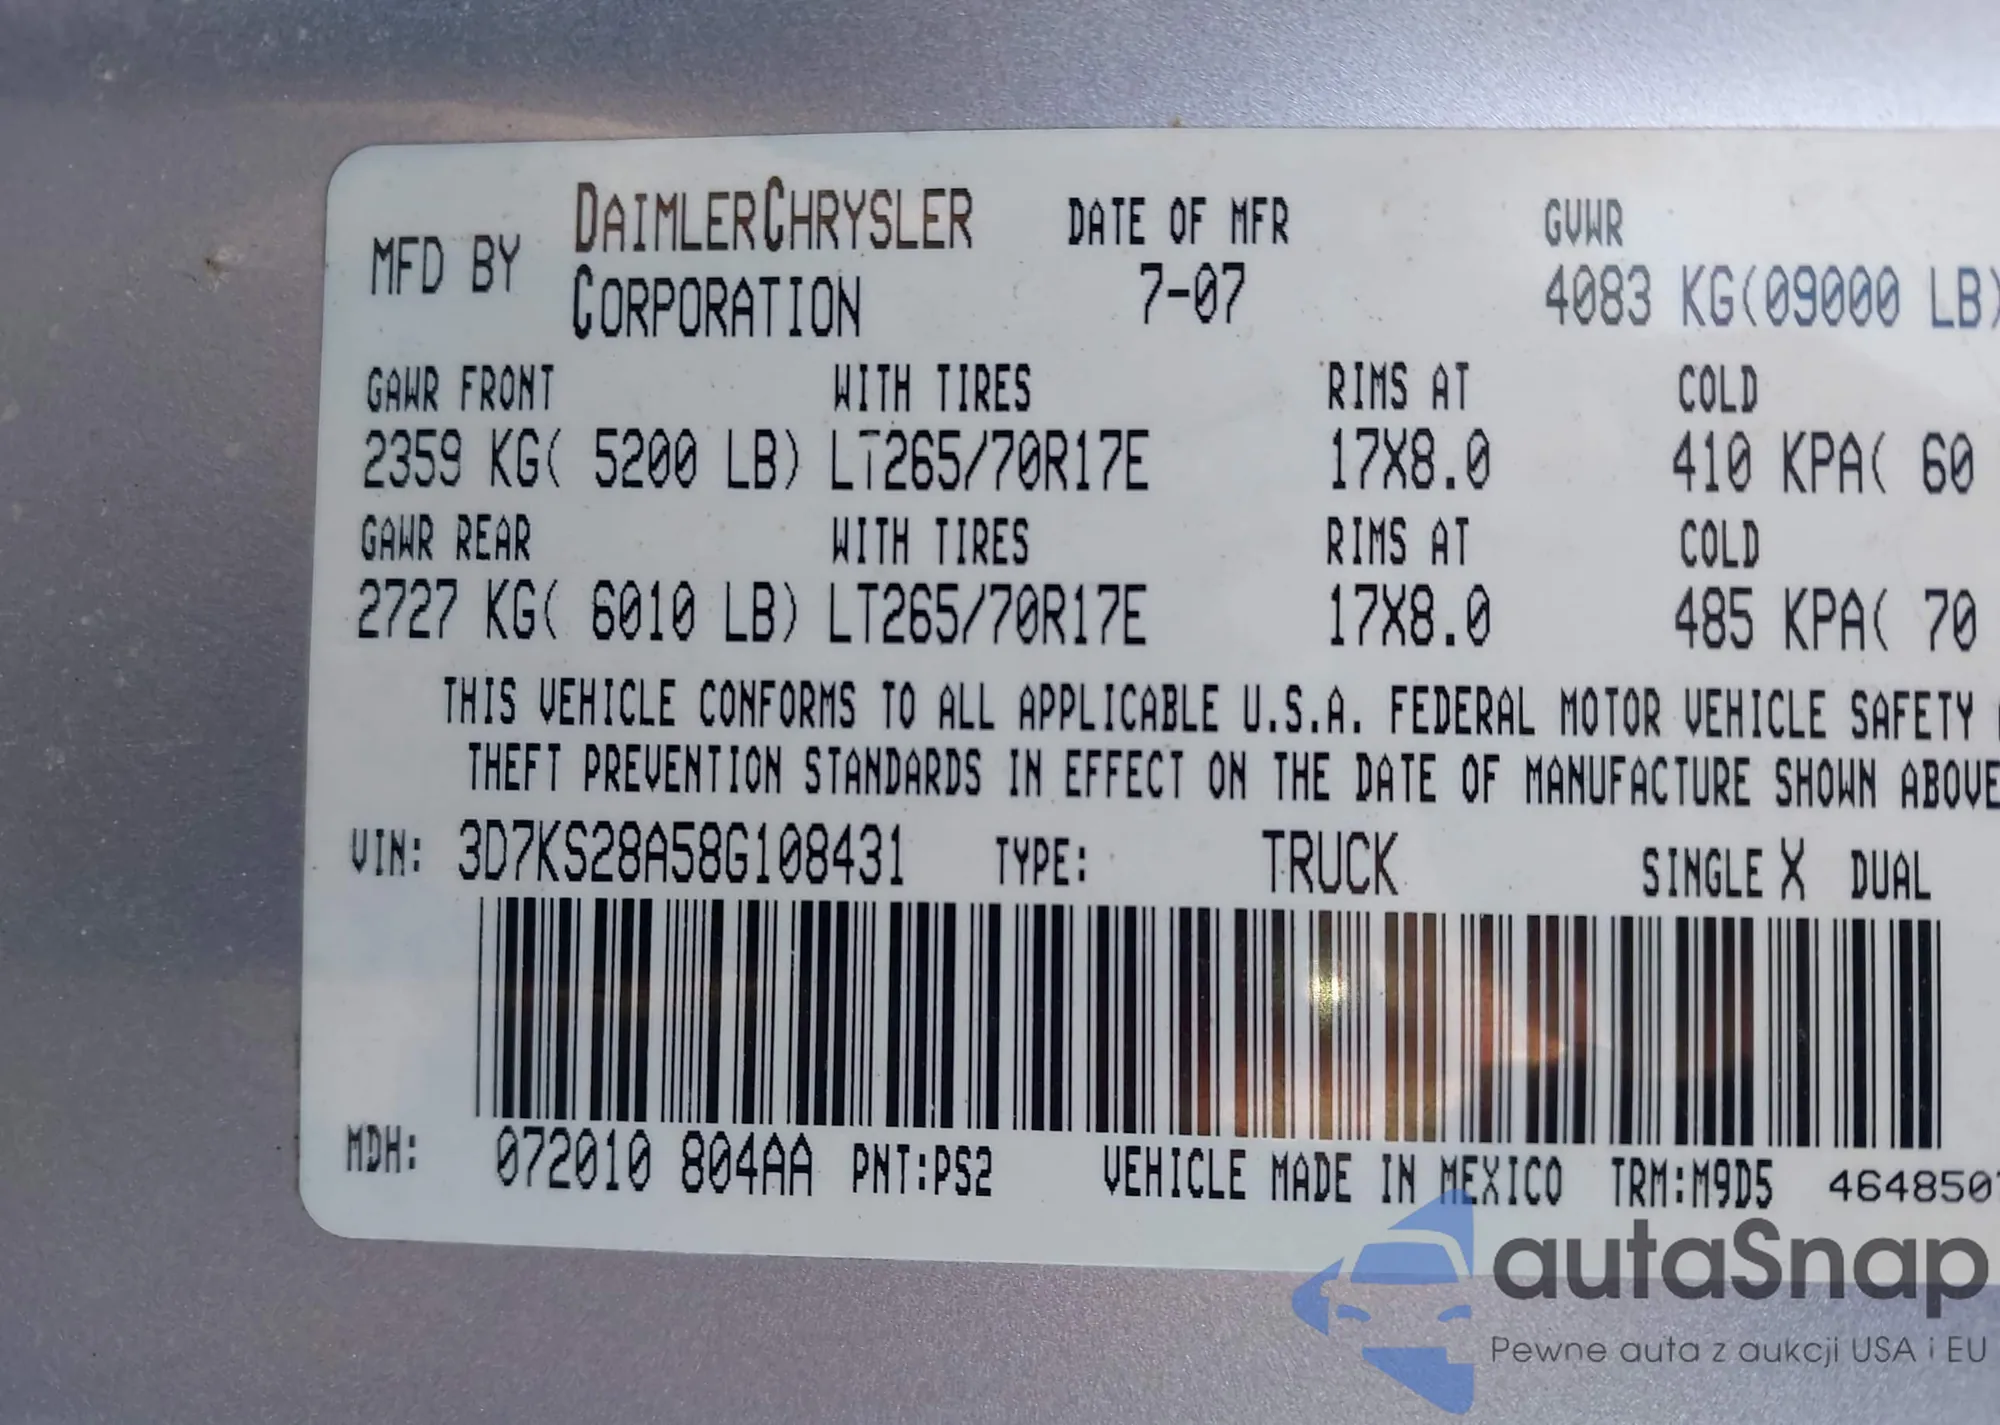 MFD BY DAIMLERCHRYSLER CORPORATION DATE OF MFR 7-07 GVWR 4083 KG(09000 LB)
GAWR FRONT WITH TIRES RIMS AT COLD
2359 KG( 5200 LB) LT265/70R17E 17X8.0 410 KPA( 60
GAWR REAR WITH TIRES RIMS AT COLD
2727 KG( 6010 LB) LT265/70R17E 17X8.0 485 KPA( 70
THIS VEHICLE CONFORMS TO ALL APPLICABLE U.S.A. FEDERAL MOTOR VEHICLE SAFETY
THEFT PREVENTION STANDARDS IN EFFECT ON THE DATE OF MANUFACTURE SHOWN ABOVE
VIN: 3D7KS28A58G108431 TYPE: TRUCK SINGLE X DUAL
MDH: 072010 804AA PNT:PS2 VEHICLE MADE IN MEXICO TRM:M9D5 464850
autaSnap
Pewne auta z aukcji USA i EU